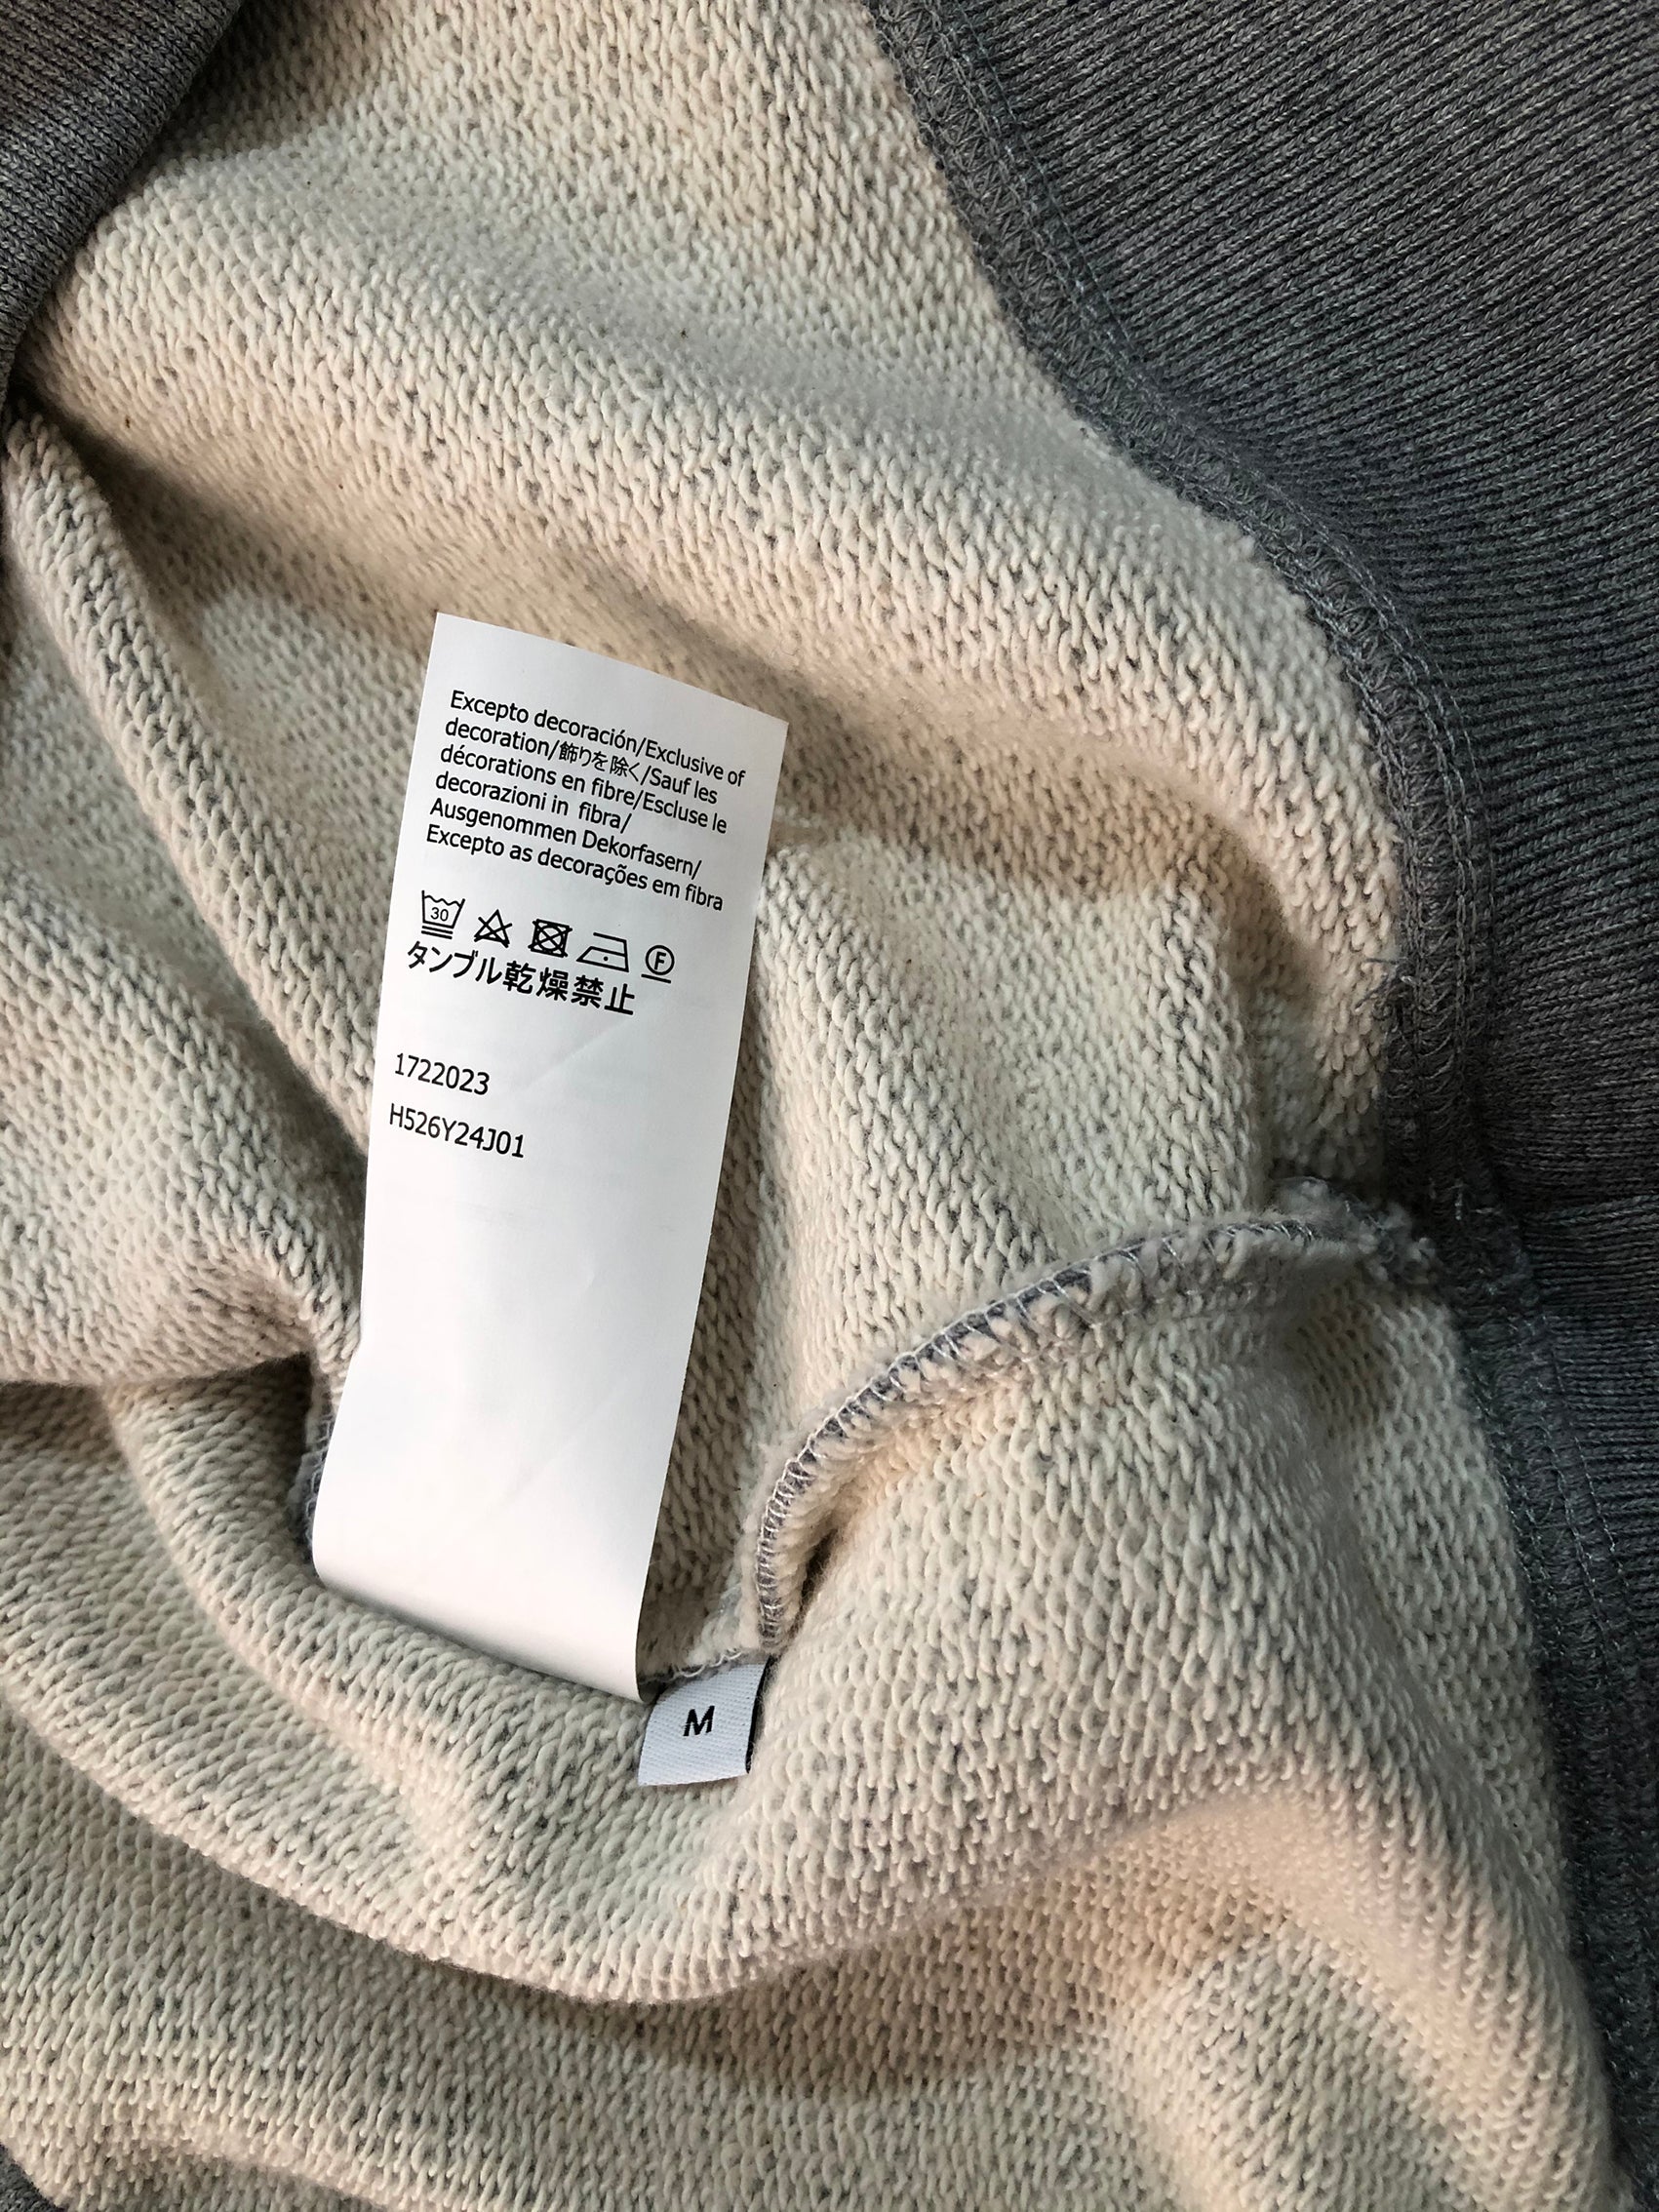 Excepto decoración/Exclusive of
decoration/飾りを除く/Sauf les
décorations en fibre/Escluse le
decorazioni in fibra/
Ausgenommen Dekorfasern/
Excepto as decorações em fibra
30
F
タンブル乾燥禁止
1722023
H526Y24J01
M